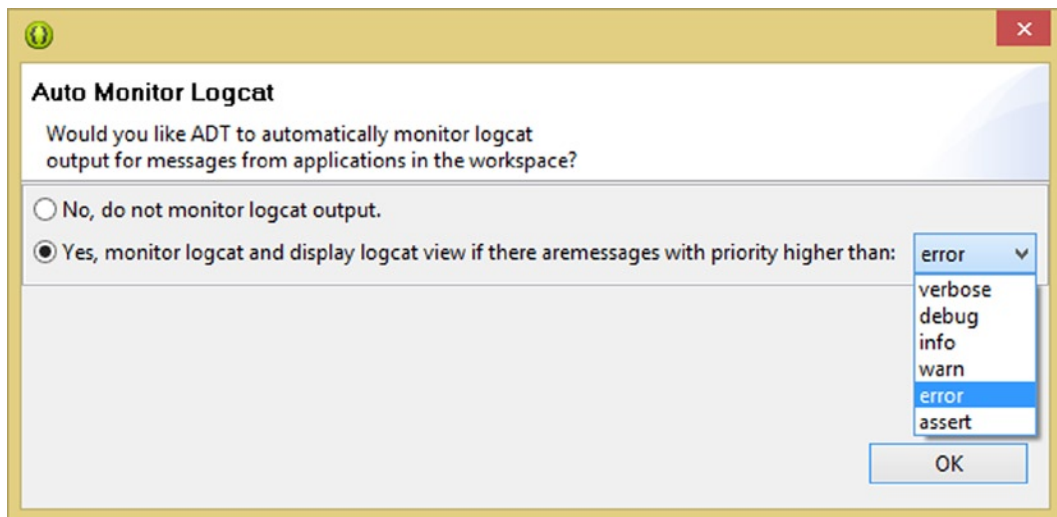 Auto Monitor Logcat
Would you like ADT to automatically monitor logcat
output for messages from applications in the workspace?
No, do not monitor logcat output.
Yes, monitor logcat and display logcat view if there aremessages with priority higher than: error
verbose
debug
info
warn
error
assert
OK